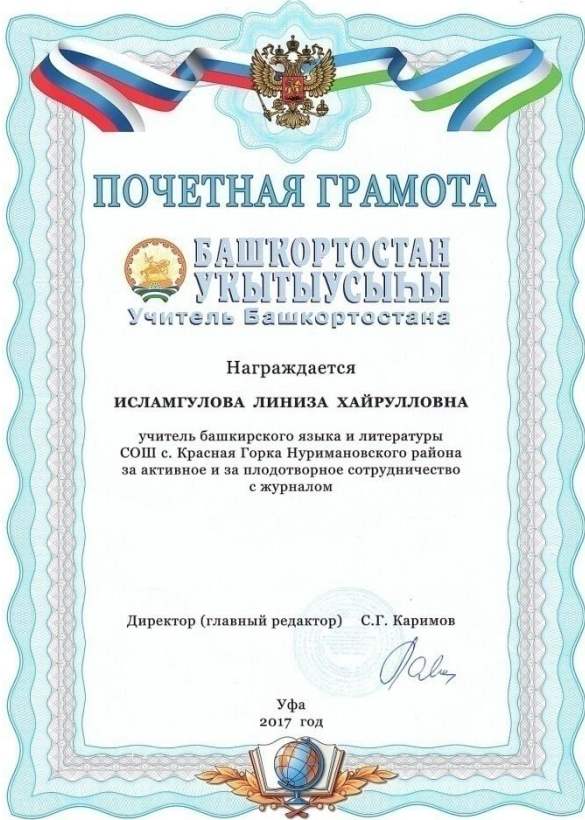 ПОЧЕТНАЯ ГРАМОТА
БАШҠОРТОСТАН
УҠЫТЫУСЫҺЫ
Учитель Башкортостана
Награждается
ИСЛАМГУЛОВА ЛИНИЗА ХАЙРУЛЛОВНА
учитель башкирского языка и литературы
СОШ с. Красная Горка Нуримановского района
за активное и за плодотворное сотрудничество
с журналом
Директор (главный редактор) С.Г. Каримов
Уфа
2017 год